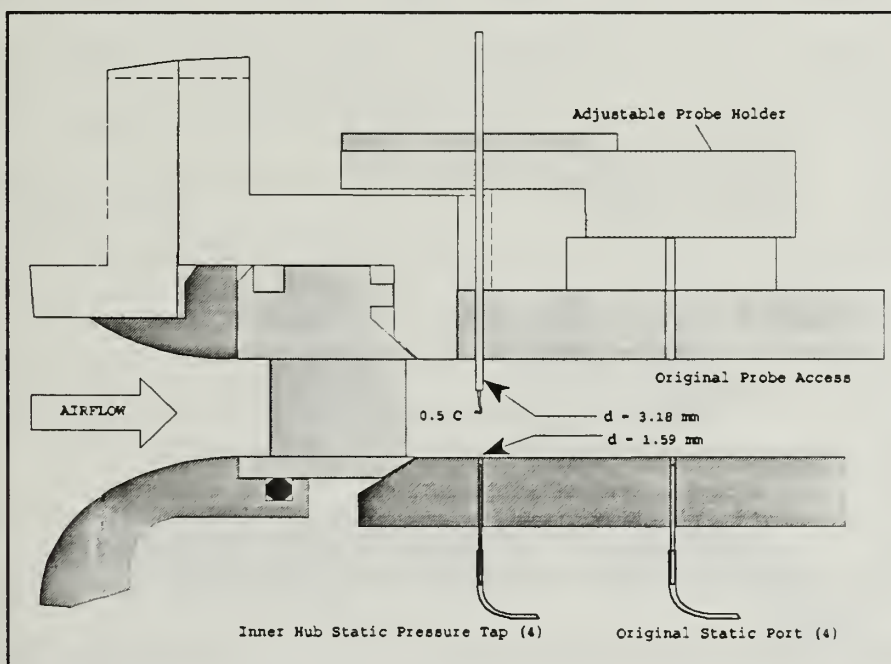 Adjustable Probe Holder
Original Probe Access
AIRFLOW
0.5 C
d - 3.18 mm
d - 1.59 mm
Inner Hub Static Pressure Tap (4)
Original Static Port (4)